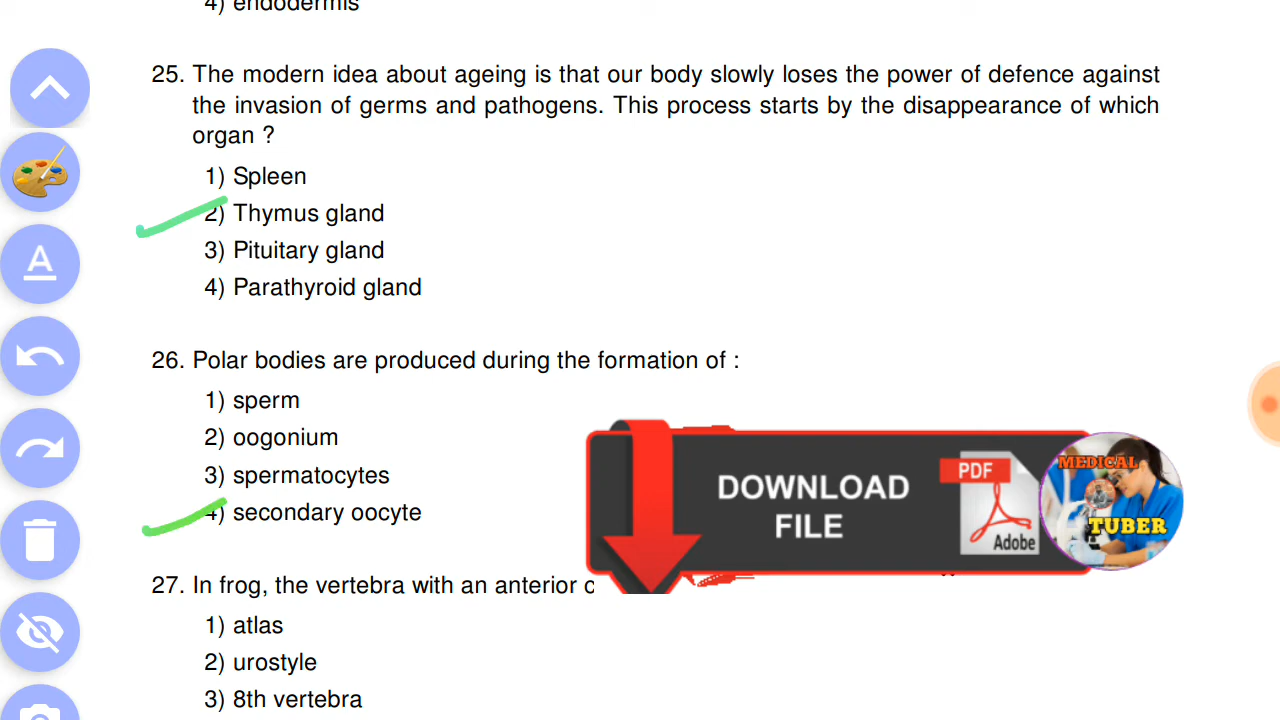 4) endodermis
25. The modern idea about ageing is that our body slowly loses the power of defence against
the invasion of germs and pathogens. This process starts by the disappearance of which
organ ?
1) Spleen
2) Thymus gland
3) Pituitary gland
4) Parathyroid gland
26. Polar bodies are produced during the formation of :
1) sperm
2) oogonium
3) spermatocytes
4) secondary oocyte
DOWNLOAD
FILE
PDF
Adobe
MEDICAL
TUBER
27. In frog, the vertebra with an anterior
1) atlas
2) urostyle
3) 8th vertebra
A